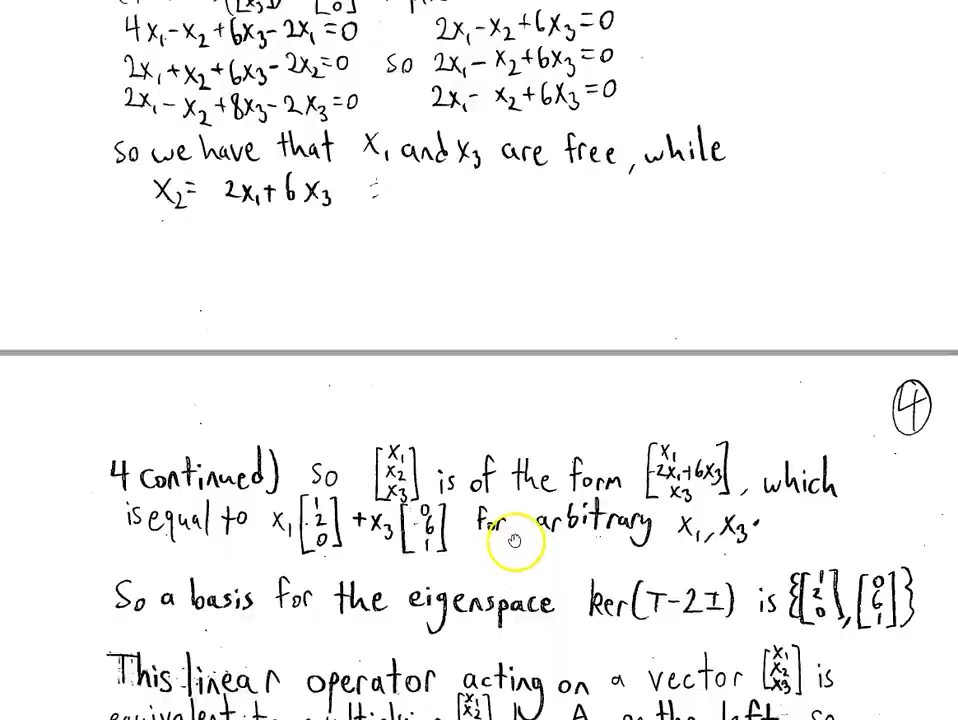 4x₁-x₂+6x₃-2x₁=0 2x₁-x₂+6x₃=0
2x₁+x₂+6x₃-2x₂=0 so 2x₁-x₂+6x₃=0
2x₁-x₂+8x₃-2x₃=0 2x₁-x₂+6x₃=0
So we have that x₁ and x₃ are free, while
x₂= 2x₁+6x₃ =
4
4 continued) so [x₁ x₂ x₃] is of the form [x₁ 2x₁+6x₃ x₃], which
is equal to x₁[1 2 0]+x₃[0 6 1] for arbitrary x₁,x₃.
So a basis for the eigenspace ker(T-2I) is {[1 2 0],[0 6 1]}
This linear operator acting on a vector [x₁ x₂ x₃] is